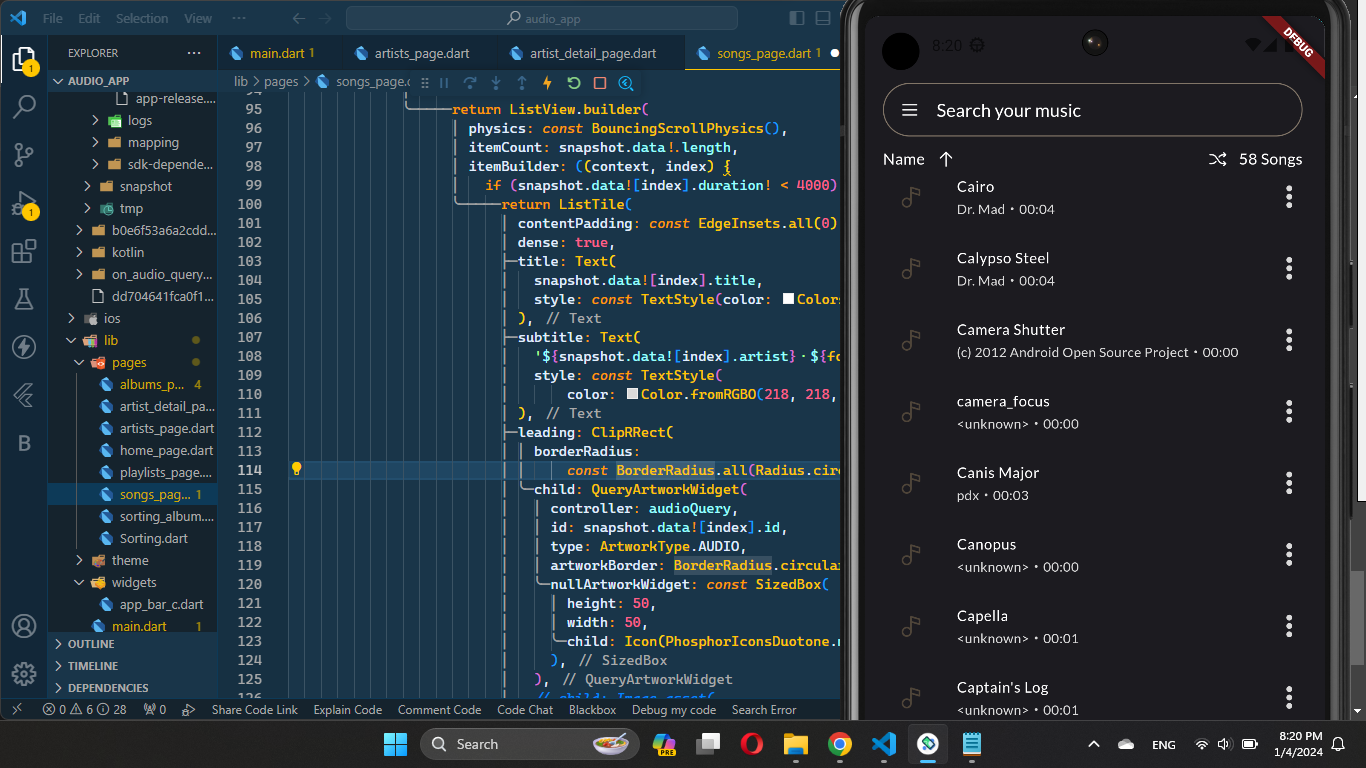 File Edit Selection View ··· audio_app
EXPLORER ···
main.dart 1 artists_page.dart artist_detail_page.dart songs_page.dart 1
AUDIO_APP
lib > pages > songs_page.
app-release....
logs
mapping
sdk-depende...
snapshot
tmp
b0e6f53a6a2cdd...
kotlin
on_audio_query...
dd704641fca0f1...
ios
lib
pages
albums_p... 4
artist_detail_pa...
artists_page.dart
home_page.dart
playlists_page....
songs_pag... 1
sorting_album....
Sorting.dart
theme
widgets
app_bar_c.dart
main.dart 1
OUTLINE
TIMELINE
DEPENDENCIES
1
1
B
95 return ListView.builder(
96 physics: const BouncingScrollPhysics(),
97 itemCount: snapshot.data!.length,
98 itemBuilder: ((context, index) {
99 if (snapshot.data![index].duration! < 4000)
100 return ListTile(
101 contentPadding: const EdgeInsets.all(0)
102 dense: true,
103 title: Text(
104 snapshot.data![index].title,
105 style: const TextStyle(color: Color
106 ), // Text
107 subtitle: Text(
108 '${snapshot.data![index].artist}·${fo
109 style: const TextStyle(
110 color: Color.fromRGBO(218, 218,
111 ), // Text
112 leading: ClipRRect(
113 borderRadius:
114 const BorderRadius.all(Radius.circ
115 child: QueryArtworkWidget(
116 controller: audioQuery,
117 id: snapshot.data![index].id,
118 type: ArtworkType.AUDIO,
119 artworkBorder: BorderRadius.circula
120 nullArtworkWidget: const SizedBox(
121 height: 50,
122 width: 50,
123 child: Icon(PhosphorIconsDuotone.
124 ), // SizedBox
125 ), // QueryArtworkWidget
126 // child: Image.asset(
0 6 28 0 Share Code Link Explain Code Comment Code Code Chat Blackbox Debug my code Search Error
8:20
DEBUG
Search your music
Name 58 Songs
Cairo
Dr. Mad • 00:04
Calypso Steel
Dr. Mad • 00:04
Camera Shutter
(c) 2012 Android Open Source Project • 00:00
camera_focus
<unknown> • 00:00
Canis Major
pdx • 00:03
Canopus
<unknown> • 00:00
Capella
<unknown> • 00:01
Captain's Log
<unknown> • 00:01
Search PRE ENG 8:20 PM
1/4/2024